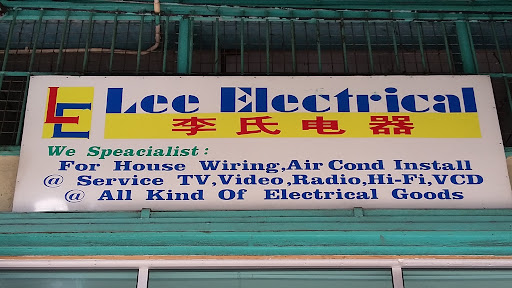 LE Lee Electrical
李氏电器
We Speacialist:
For House Wiring,Air Cond Install
@ Service TV,Video,Radio,Hi-Fi,VCD
@ All Kind Of Electrical Goods